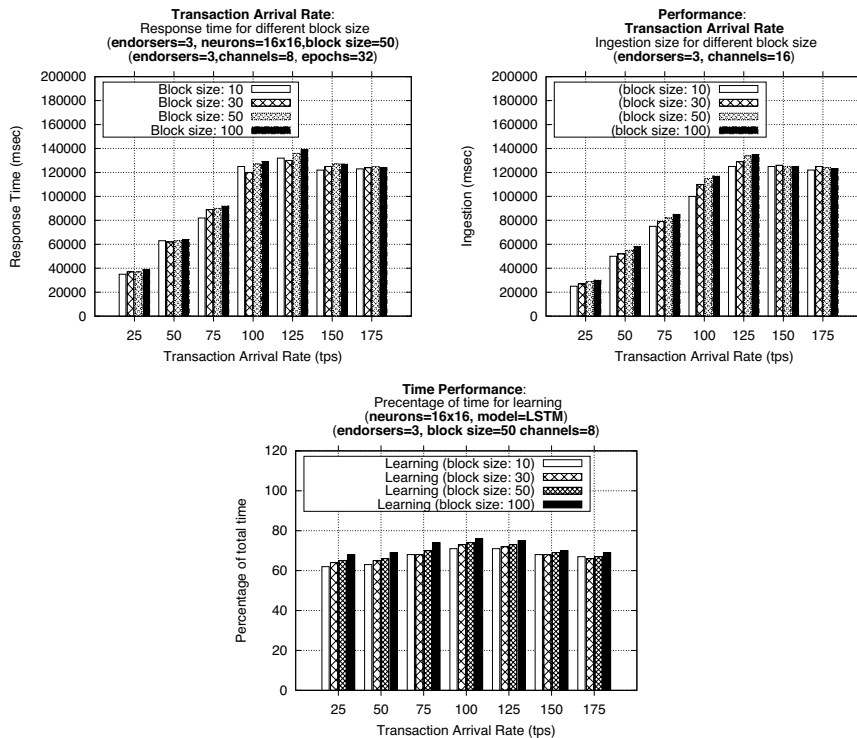 Transaction Arrival Rate:
Response time for different block size
(endorsers=3, neurons=16x16,block size=50)
(endorsers=3,channels=8, epochs=32)
200000
180000
160000
140000
120000
100000
80000
60000
40000
20000
0
Response Time (msec)
Block size: 10
Block size: 30
Block size: 50
Block size: 100
25 50 75 100 125 150 175
Transaction Arrival Rate (tps)
Performance:
Transaction Arrival Rate
Ingestion size for different block size
(endorsers=3, channels=16)
200000
180000
160000
140000
120000
100000
80000
60000
40000
20000
0
Ingestion (msec)
(block size: 10)
(block size: 30)
(block size: 50)
(block size: 100)
25 50 75 100 125 150 175
Transaction Arrival Rate (tps)
Time Performance:
Precentage of time for learning
(neurons=16x16, model=LSTM)
(endorsers=3, block size=50 channels=8)
120
100
80
60
40
20
0
Percentage of total time
Learning (block size: 10)
Learning (block size: 30)
Learning (block size: 50)
Learning (block size: 100)
25 50 75 100 125 150 175
Transaction Arrival Rate (tps)